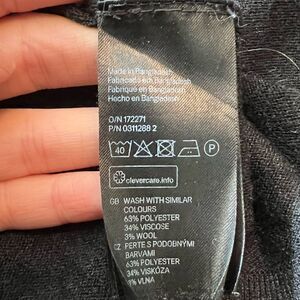 Made in Bangladesh
Fabricado em Bangladesh
Fabriqué en Bangladesh
Hecho en Bangladesh
O/N 172271
P/N 0311288 2
40
P
clevercare.info
GB WASH WITH SIMILAR
COLOURS
63% POLYESTER
34% VISCOSE
3% WOOL
CZ PERTE S PODOBNÝMI
BARVAMI
63% POLYESTER
34% VISKÓZA
3% VLNA